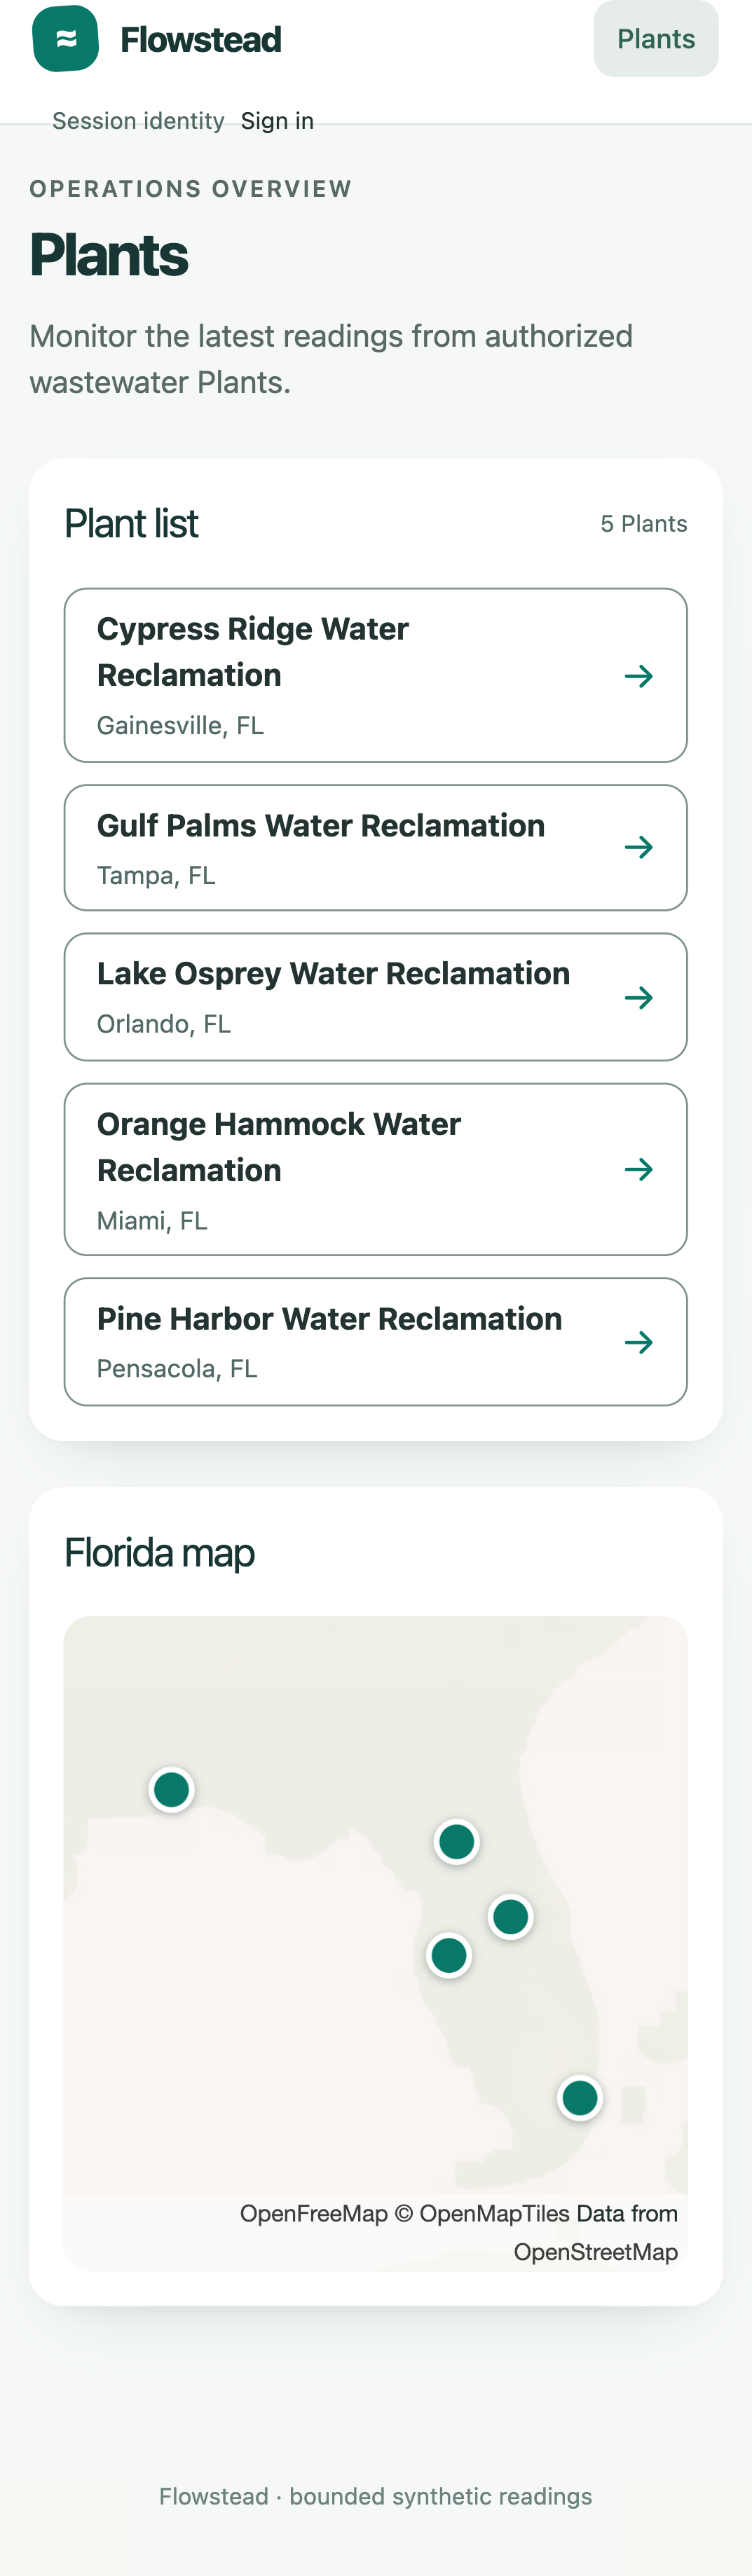 Flowstead
Plants
Session identity Sign in
OPERATIONS OVERVIEW
Plants
Monitor the latest readings from authorized
wastewater Plants.
Plant list
5 Plants
Cypress Ridge Water
Reclamation
Gainesville, FL
Gulf Palms Water Reclamation
Tampa, FL
Lake Osprey Water Reclamation
Orlando, FL
Orange Hammock Water
Reclamation
Miami, FL
Pine Harbor Water Reclamation
Pensacola, FL
Florida map
OpenFreeMap © OpenMapTiles Data from
OpenStreetMap
Flowstead · bounded synthetic readings